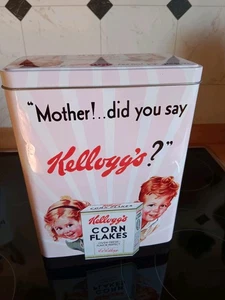 "Mother!..did you say
Kellogg's?"
Kellogg's
CORN
FLAKES